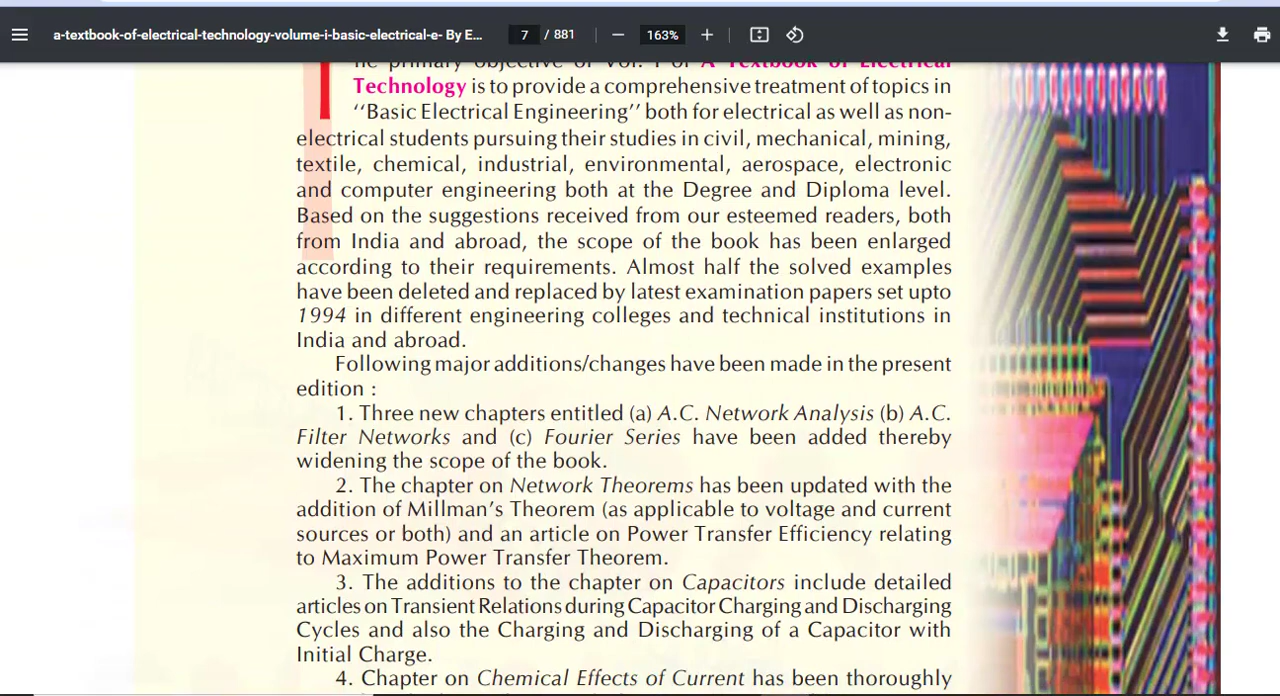 a-textbook-of-electrical-technology-volume-i-basic-electrical-e- By E...
7 / 881
163%
he primary objective of Vol. I of A Textbook of Electrical
Technology is to provide a comprehensive treatment of topics in
‘‘Basic Electrical Engineering’’ both for electrical as well as non-
electrical students pursuing their studies in civil, mechanical, mining,
textile, chemical, industrial, environmental, aerospace, electronic
and computer engineering both at the Degree and Diploma level.
Based on the suggestions received from our esteemed readers, both
from India and abroad, the scope of the book has been enlarged
according to their requirements. Almost half the solved examples
have been deleted and replaced by latest examination papers set upto
1994 in different engineering colleges and technical institutions in
India and abroad.
Following major additions/changes have been made in the present
edition :
1. Three new chapters entitled (a) A.C. Network Analysis (b) A.C.
Filter Networks and (c) Fourier Series have been added thereby
widening the scope of the book.
2. The chapter on Network Theorems has been updated with the
addition of Millman’s Theorem (as applicable to voltage and current
sources or both) and an article on Power Transfer Efficiency relating
to Maximum Power Transfer Theorem.
3. The additions to the chapter on Capacitors include detailed
articles on Transient Relations during Capacitor Charging and Discharging
Cycles and also the Charging and Discharging of a Capacitor with
Initial Charge.
4. Chapter on Chemical Effects of Current has been thoroughly